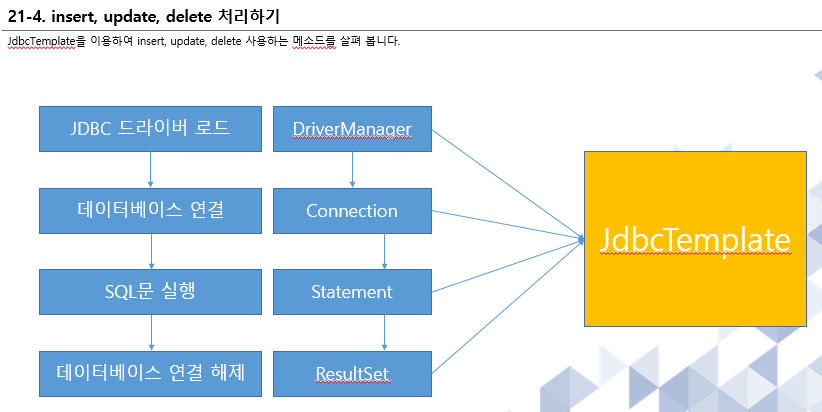 21-4. insert, update, delete 처리하기
JdbcTemplate을 이용하여 insert, update, delete 사용하는 메소드를 살펴 봅니다.
JDBC 드라이버 로드
DriverManager
데이터베이스 연결
Connection
JdbcTemplate
SQL문 실행
Statement
데이터베이스 연결 해제
ResultSet